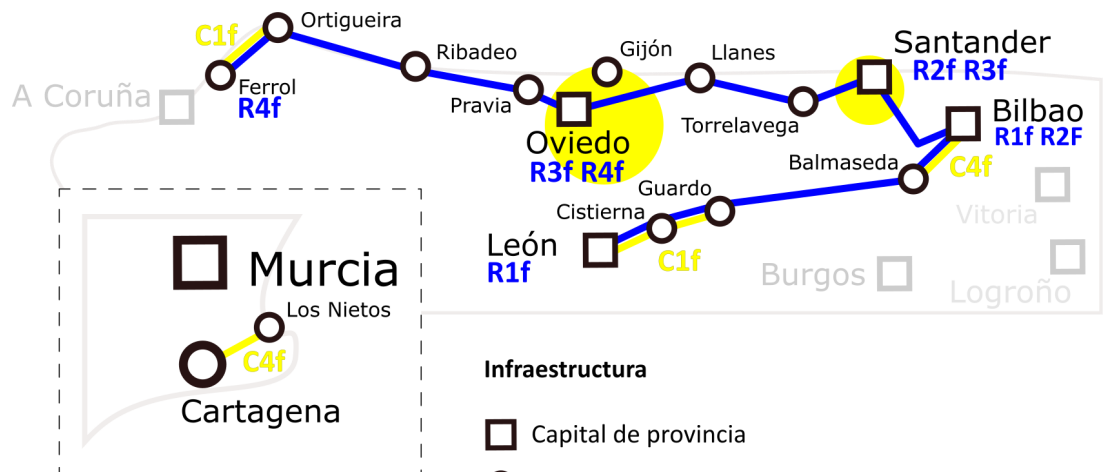 C1f
Ortigueira
Ribadeo
Gijón
Llanes
Santander
R2f R3f
A Coruña
Ferrol
R4f
Pravia
Oviedo
R3f R4f
Torrelavega
Bilbao
R1f R2F
Balmaseda
C4f
Guardo
Cistierna
León
R1f
C1f
Vitoria
Burgos
Logroño
Murcia
Los Nietos
C4f
Cartagena
Infraestructura
Capital de provincia